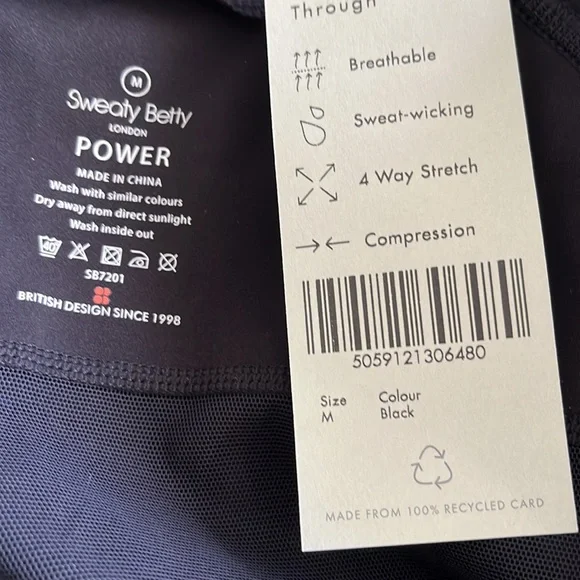 M
Sweaty Betty
LONDON
POWER
MADE IN CHINA
Wash with similar colours
Dry away from direct sunlight
Wash inside out
40
SB7201
BRITISH DESIGN SINCE 1998
Through
Breathable
Sweat-wicking
4 Way Stretch
Compression
5059121306480
Size
M
Colour
Black
MADE FROM 100% RECYCLED CARD